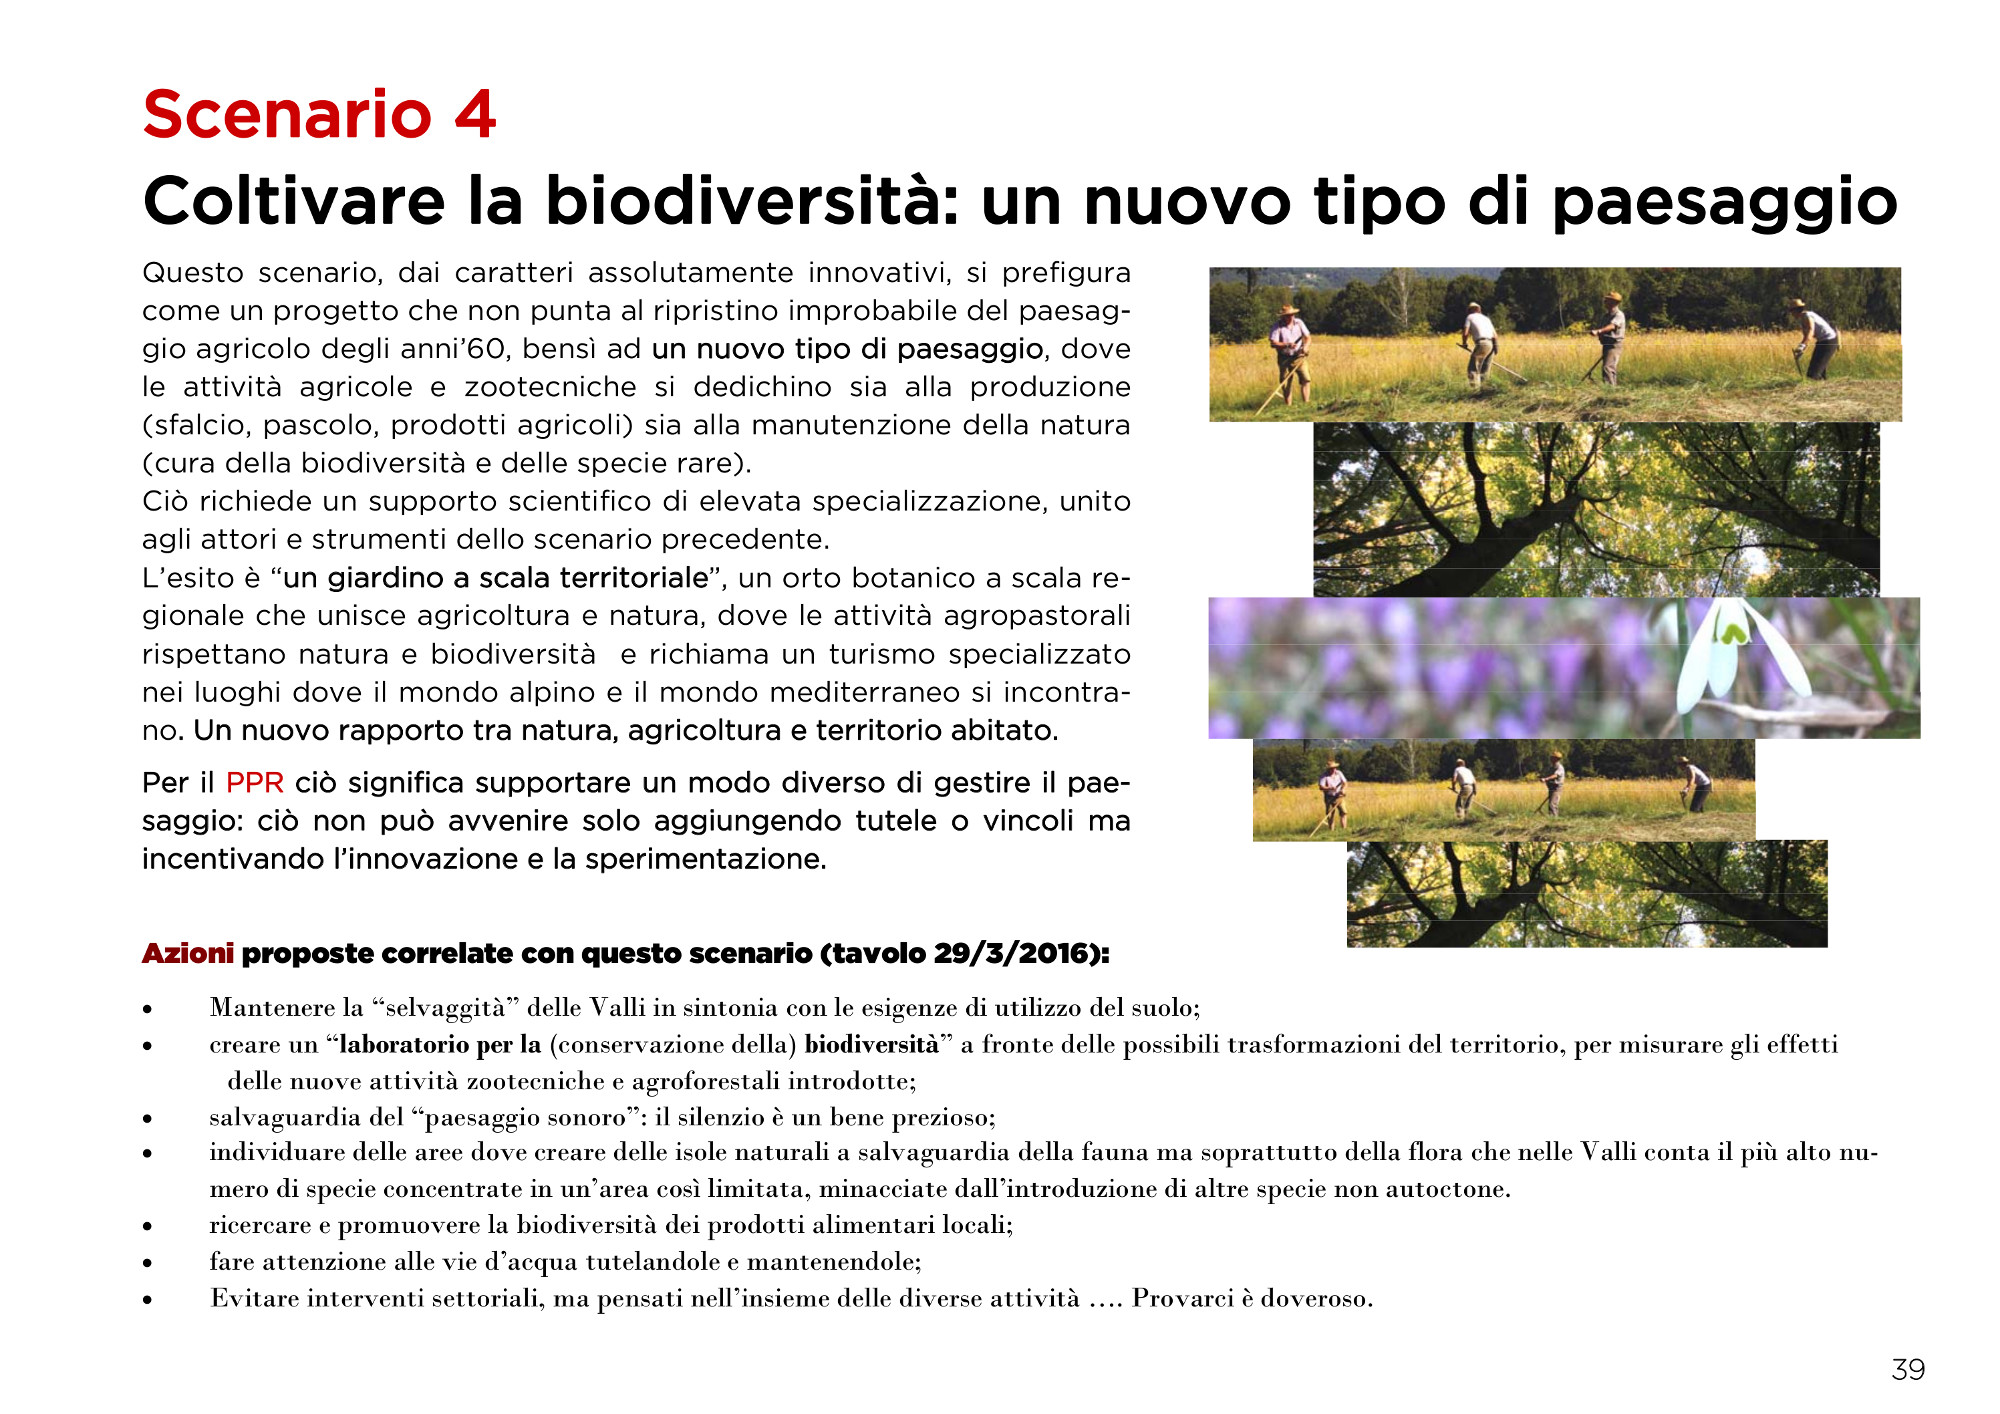 Scenario 4
Coltivare la biodiversità: un nuovo tipo di paesaggio
Questo scenario, dai caratteri assolutamente innovativi, si prefigura
come un progetto che non punta al ripristino improbabile del paesag-
gio agricolo degli anni’60, bensì ad un nuovo tipo di paesaggio, dove
le attività agricole e zootecniche si dedichino sia alla produzione
(sfalcio, pascolo, prodotti agricoli) sia alla manutenzione della natura
(cura della biodiversità e delle specie rare).
Ciò richiede un supporto scientifico di elevata specializzazione, unito
agli attori e strumenti dello scenario precedente.
L’esito è “un giardino a scala territoriale”, un orto botanico a scala re-
gionale che unisce agricoltura e natura, dove le attività agropastorali
rispettano natura e biodiversità e richiama un turismo specializzato
nei luoghi dove il mondo alpino e il mondo mediterraneo si incontra-
no. Un nuovo rapporto tra natura, agricoltura e territorio abitato.
Per il PPR ciò significa supportare un modo diverso di gestire il pae-
saggio: ciò non può avvenire solo aggiungendo tutele o vincoli ma
incentivando l’innovazione e la sperimentazione.
Azioni proposte correlate con questo scenario (tavolo 29/3/2016):
• Mantenere la “selvaggità” delle Valli in sintonia con le esigenze di utilizzo del suolo;
• creare un “laboratorio per la (conservazione della) biodiversità” a fronte delle possibili trasformazioni del territorio, per misurare gli effetti
delle nuove attività zootecniche e agroforestali introdotte;
• salvaguardia del “paesaggio sonoro”: il silenzio è un bene prezioso;
• individuare delle aree dove creare delle isole naturali a salvaguardia della fauna ma soprattutto della flora che nelle Valli conta il più alto nu-
mero di specie concentrate in un’area così limitata, minacciate dall’introduzione di altre specie non autoctone.
• ricercare e promuovere la biodiversità dei prodotti alimentari locali;
• fare attenzione alle vie d’acqua tutelandole e mantenendole;
• Evitare interventi settoriali, ma pensati nell’insieme delle diverse attività …. Provarci è doveroso.
39